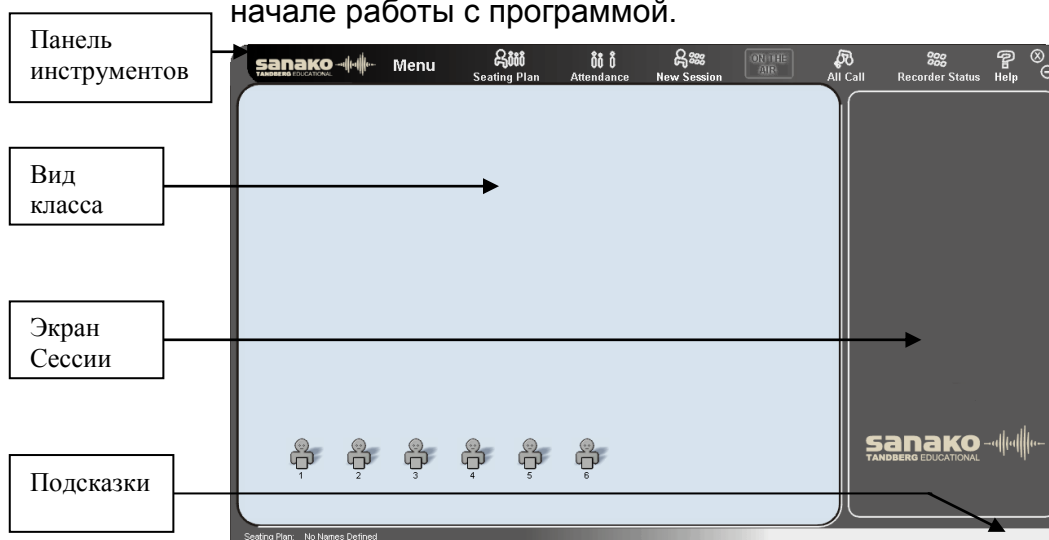 начале работы с программой.
Панель
инструментов
sanako Menu Seating Plan Attendance New Session ON THE AIR All Call Recorder Status Help
TANDBERG EDUCATIONAL
Вид
класса
Экран
Сессии
sanako
TANDBERG EDUCATIONAL
1 2 3 4 5 6
Подсказки
Seating Plan: No Names Defined